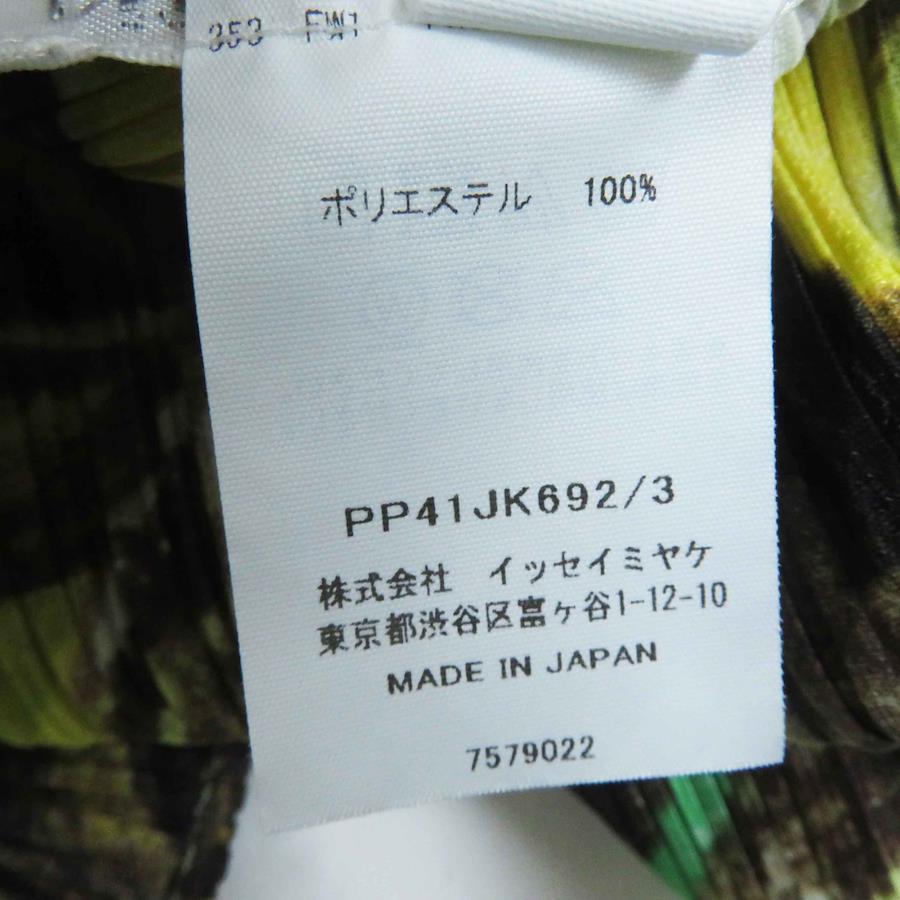 ポリエステル 100%
PP41JK692/3
株式会社 イッセイミヤケ
東京都渋谷区富ヶ谷1-12-10
MADE IN JAPAN
7579022